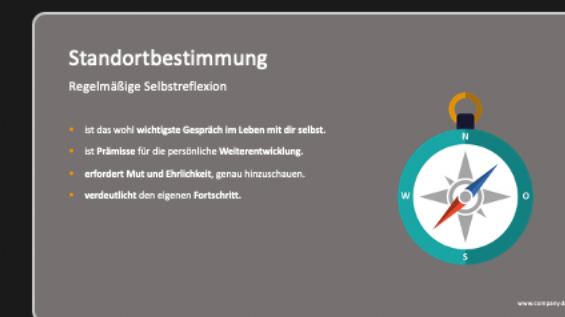 Standortbestimmung
Regelmäßige Selbstreflexion
• ist das wohl wichtigste Gespräch im Leben mit dir selbst.
• ist Prämisse für die persönliche Weiterentwicklung.
• erfordert Mut und Ehrlichkeit, genau hinzuschauen.
• verdeutlicht den eigenen Fortschritt.
N
W O
S